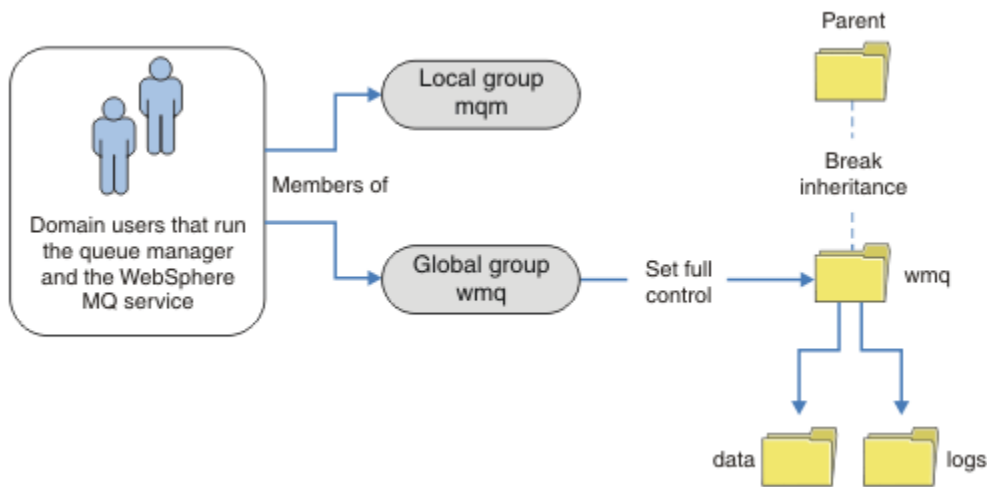 Parent
Local group
mqm
Break
inheritance
Members of
Domain users that run
the queue manager
and the WebSphere
MQ service
Global group
wmq
Set full
control
wmq
data
logs